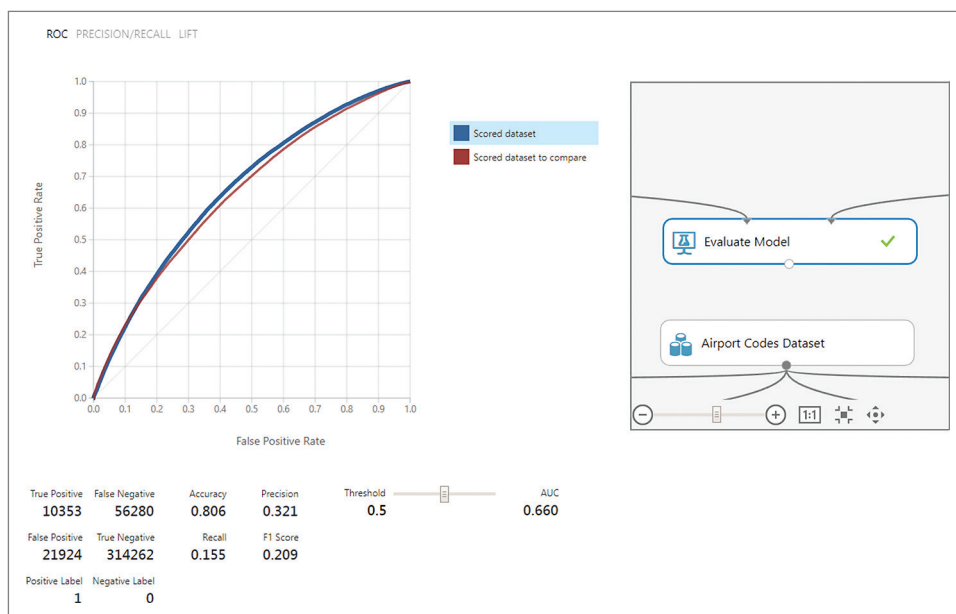 ROC PRECISION/RECALL LIFT
1.0
0.9
0.8
0.7
0.6
0.5
0.4
0.3
0.2
0.1
0.0
True Positive Rate
0.0 0.1 0.2 0.3 0.4 0.5 0.6 0.7 0.8 0.9 1.0
False Positive Rate
Scored dataset
Scored dataset to compare
Evaluate Model
Airport Codes Dataset
1:1
True Positive False Negative Accuracy Precision Threshold AUC
10353 56280 0.806 0.321 0.5 0.660
False Positive True Negative Recall F1 Score
21924 314262 0.155 0.209
Positive Label Negative Label
1 0